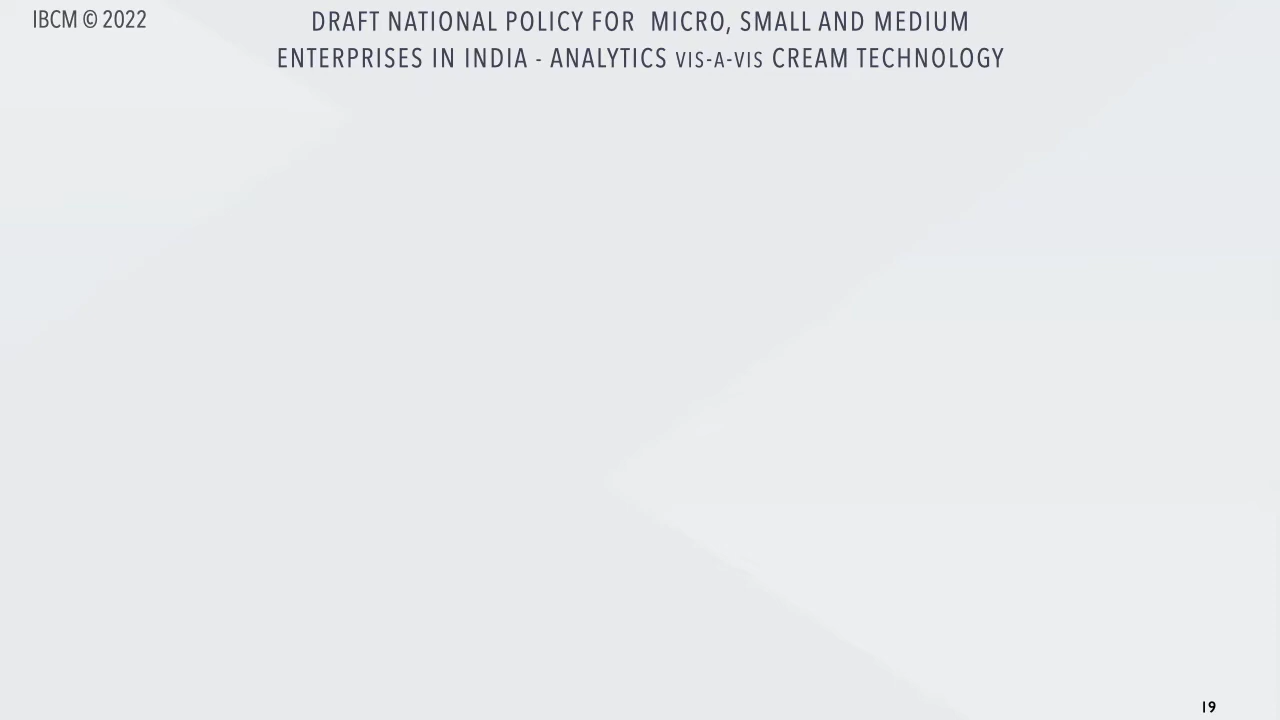 IBCM © 2022
DRAFT NATIONAL POLICY FOR MICRO, SMALL AND MEDIUM
ENTERPRISES IN INDIA - ANALYTICS VIS-A-VIS CREAM TECHNOLOGY
19